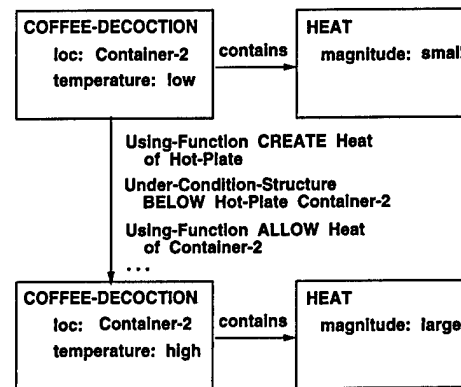 COFFEE-DECOCTION
loc: Container-2
temperature: low
contains
HEAT
magnitude: small
Using-Function CREATE Heat
of Hot-Plate
Under-Condition-Structure
BELOW Hot-Plate Container-2
Using-Function ALLOW Heat
of Container-2
...
COFFEE-DECOCTION
loc: Container-2
temperature: high
contains
HEAT
magnitude: large